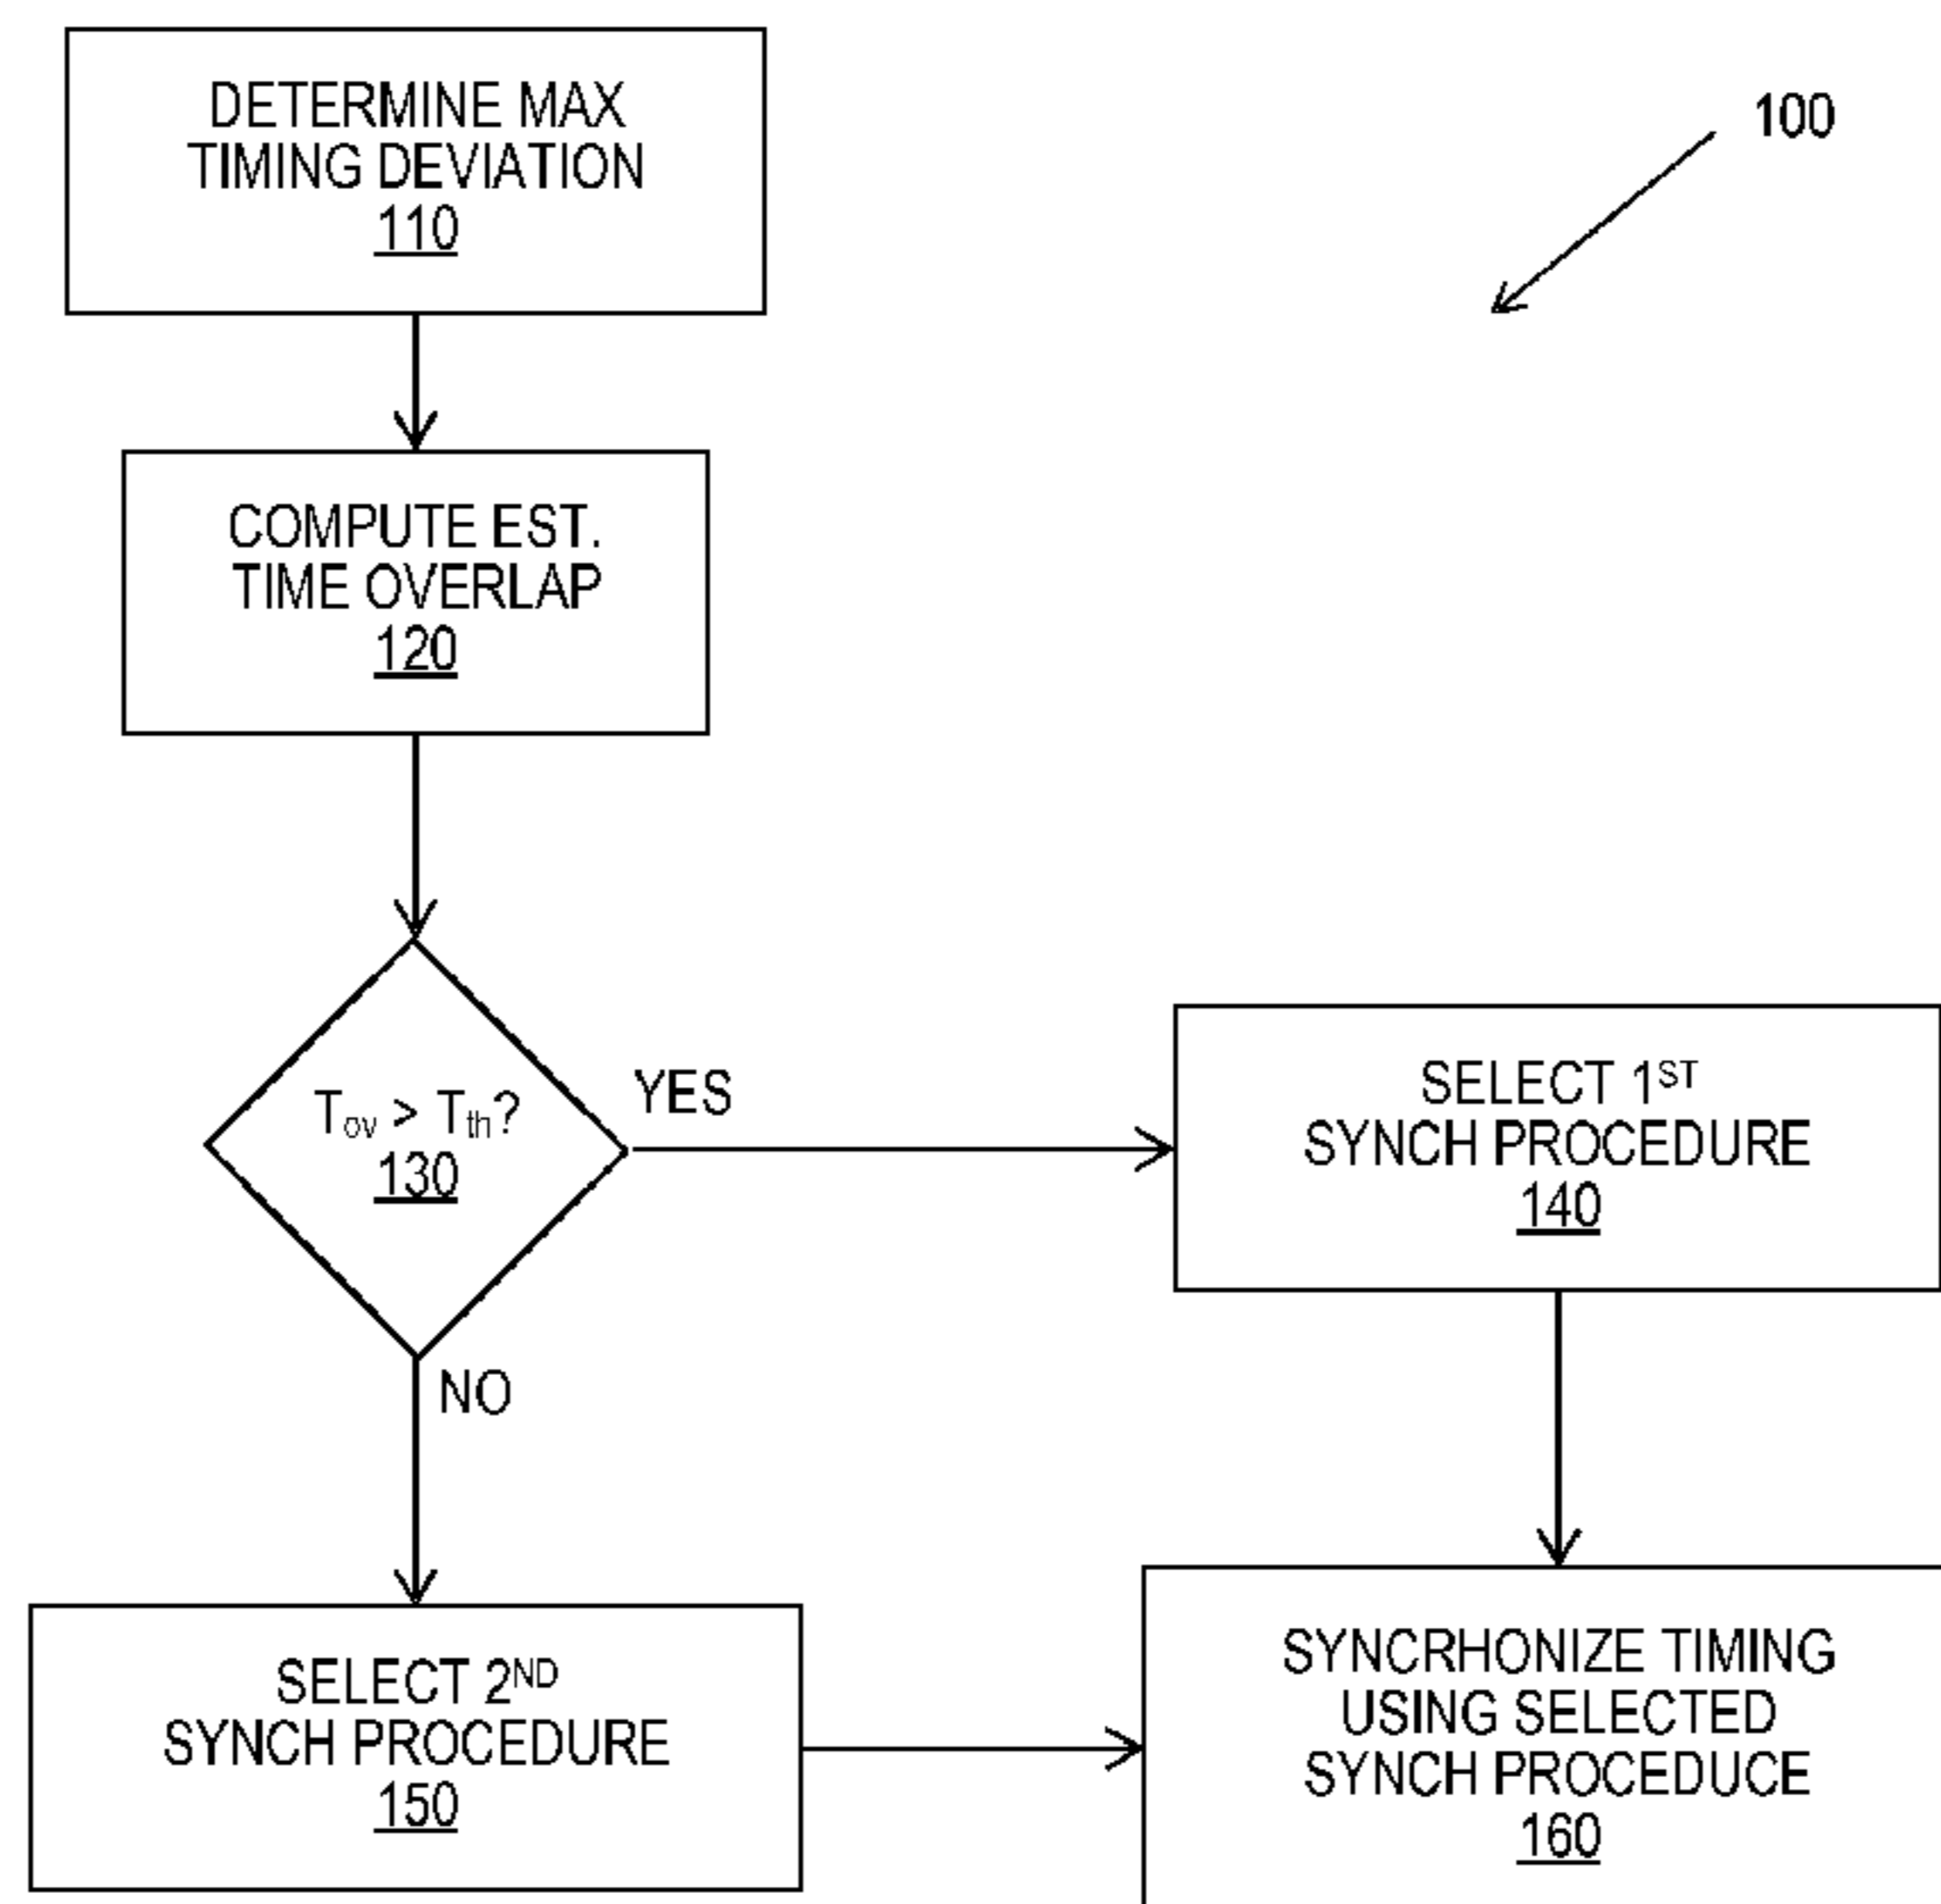 DETERMINE MAX
TIMING DEVIATION
110
100
COMPUTE EST.
TIME OVERLAP
120
Tov > Tth?
130
YES
NO
SELECT 1ST
SYNCH PROCEDURE
140
SELECT 2ND
SYNCH PROCEDURE
150
SYNCRHONIZE TIMING
USING SELECTED
SYNCH PROCEDUCE
160